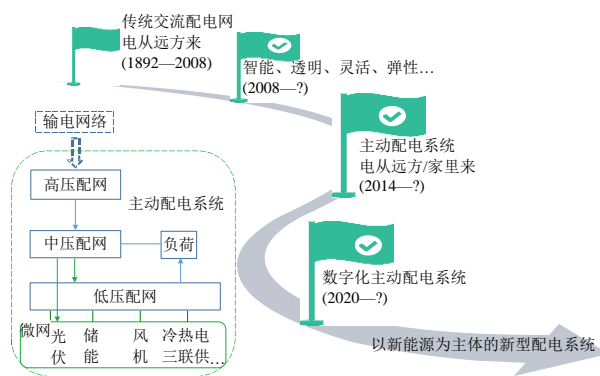 传统交流配电网
电从远方来
(1892—2008)
智能、透明、灵活、弹性…
(2008—?)
主动配电系统
电从远方/家里来
(2014—?)
数字化主动配电系统
(2020—?)
以新能源为主体的新型配电系统
输电网络
高压配网
主动配电系统
中压配网
负荷
低压配网
微网
光伏
储能
风机
冷热电
三联供…